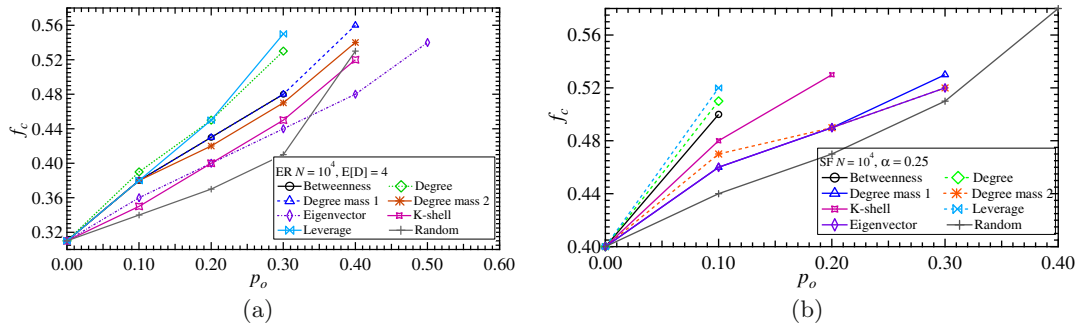 0.56
0.52
0.48
0.44
0.40
0.36
0.32
f_c
0.00 0.10 0.20 0.30 0.40 0.50 0.60
p_o
ER N = 10^4, E[D] = 4
Betweenness Degree
Degree mass 1 Degree mass 2
Eigenvector K-shell
Leverage Random
(a)
0.56
0.52
0.48
0.44
0.40
f_c
0.00 0.10 0.20 0.30 0.40
p_o
SF N = 10^4, α = 0.25
Betweenness Degree
Degree mass 1 Degree mass 2
K-shell Leverage
Eigenvector Random
(b)